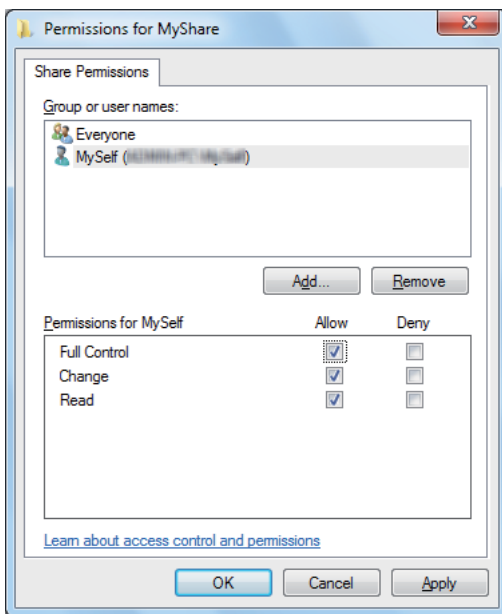 Permissions for MyShare
Share Permissions
Group or user names:
Everyone
MySelf (
Add... Remove
Permissions for MySelf Allow Deny
Full Control
Change
Read
Learn about access control and permissions
OK Cancel Apply